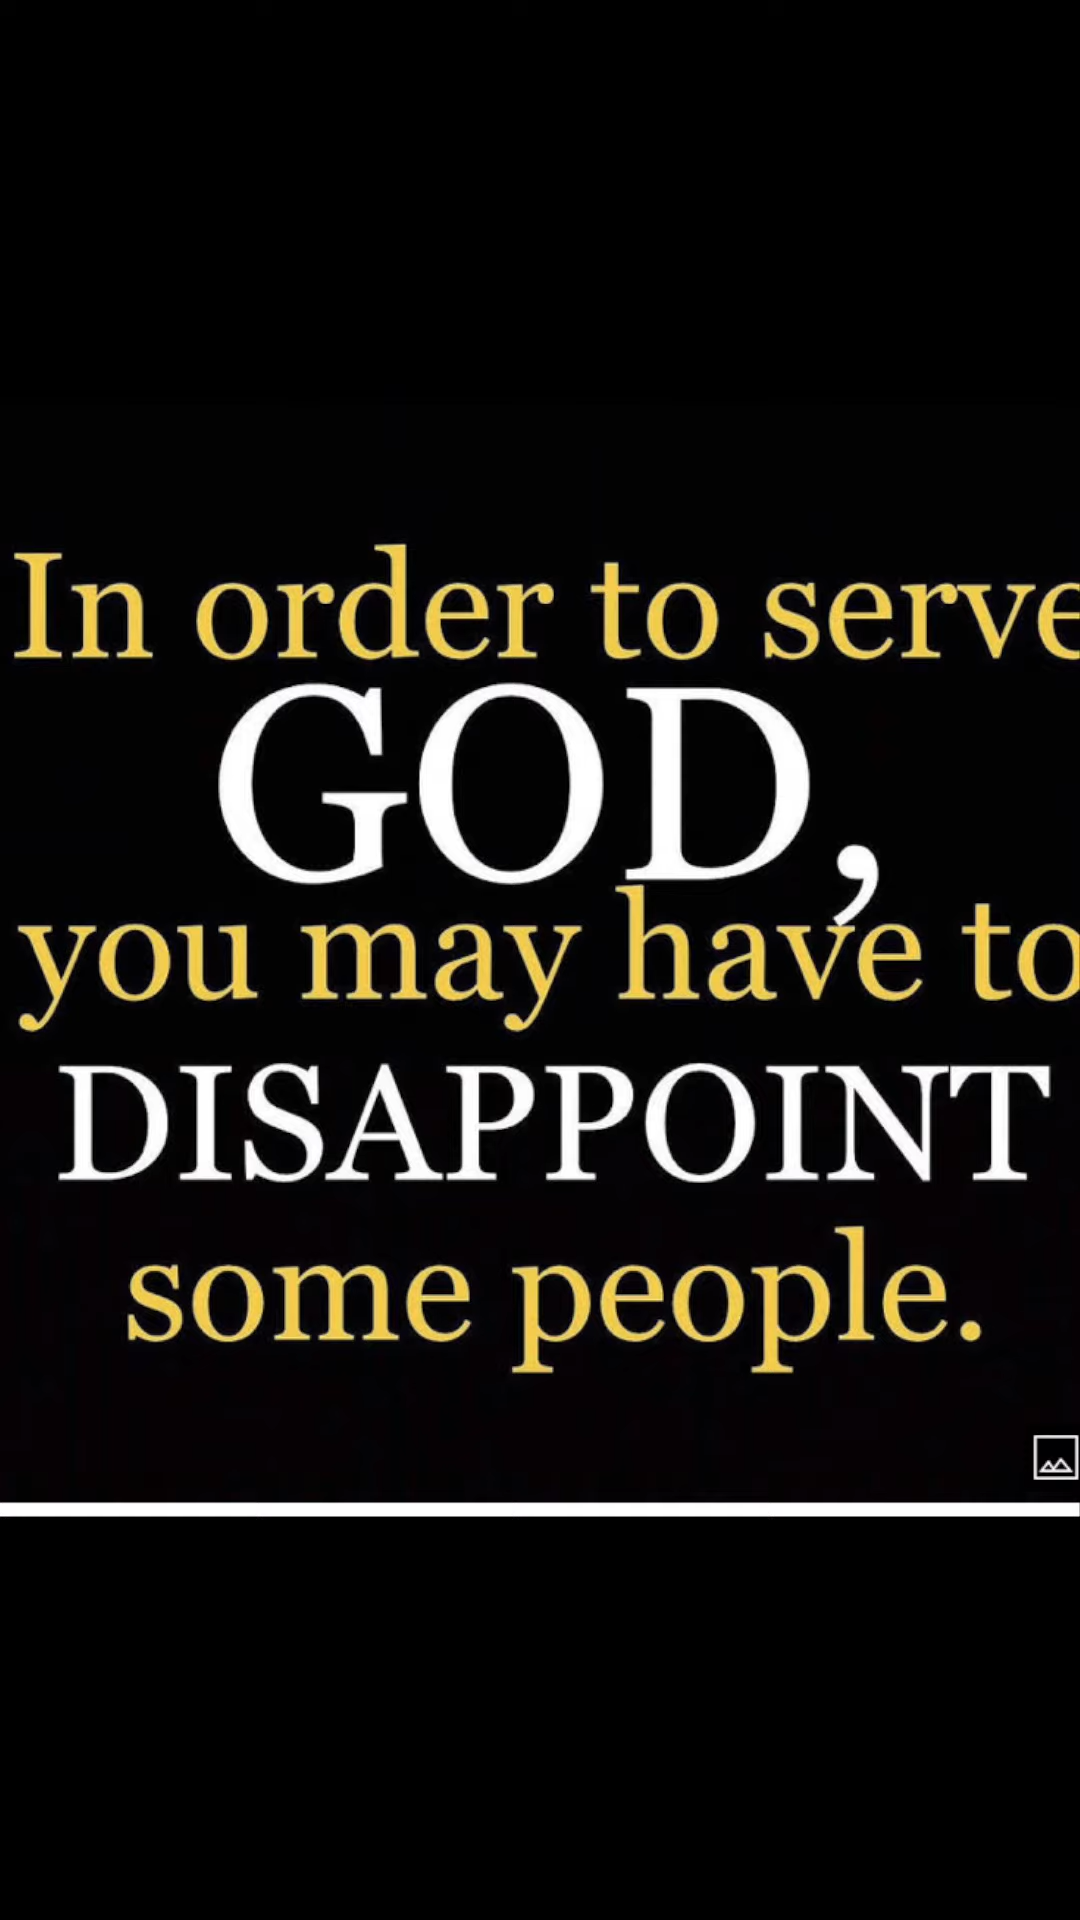 In order to serve
GOD,
you may have to
DISAPPOINT
some people.